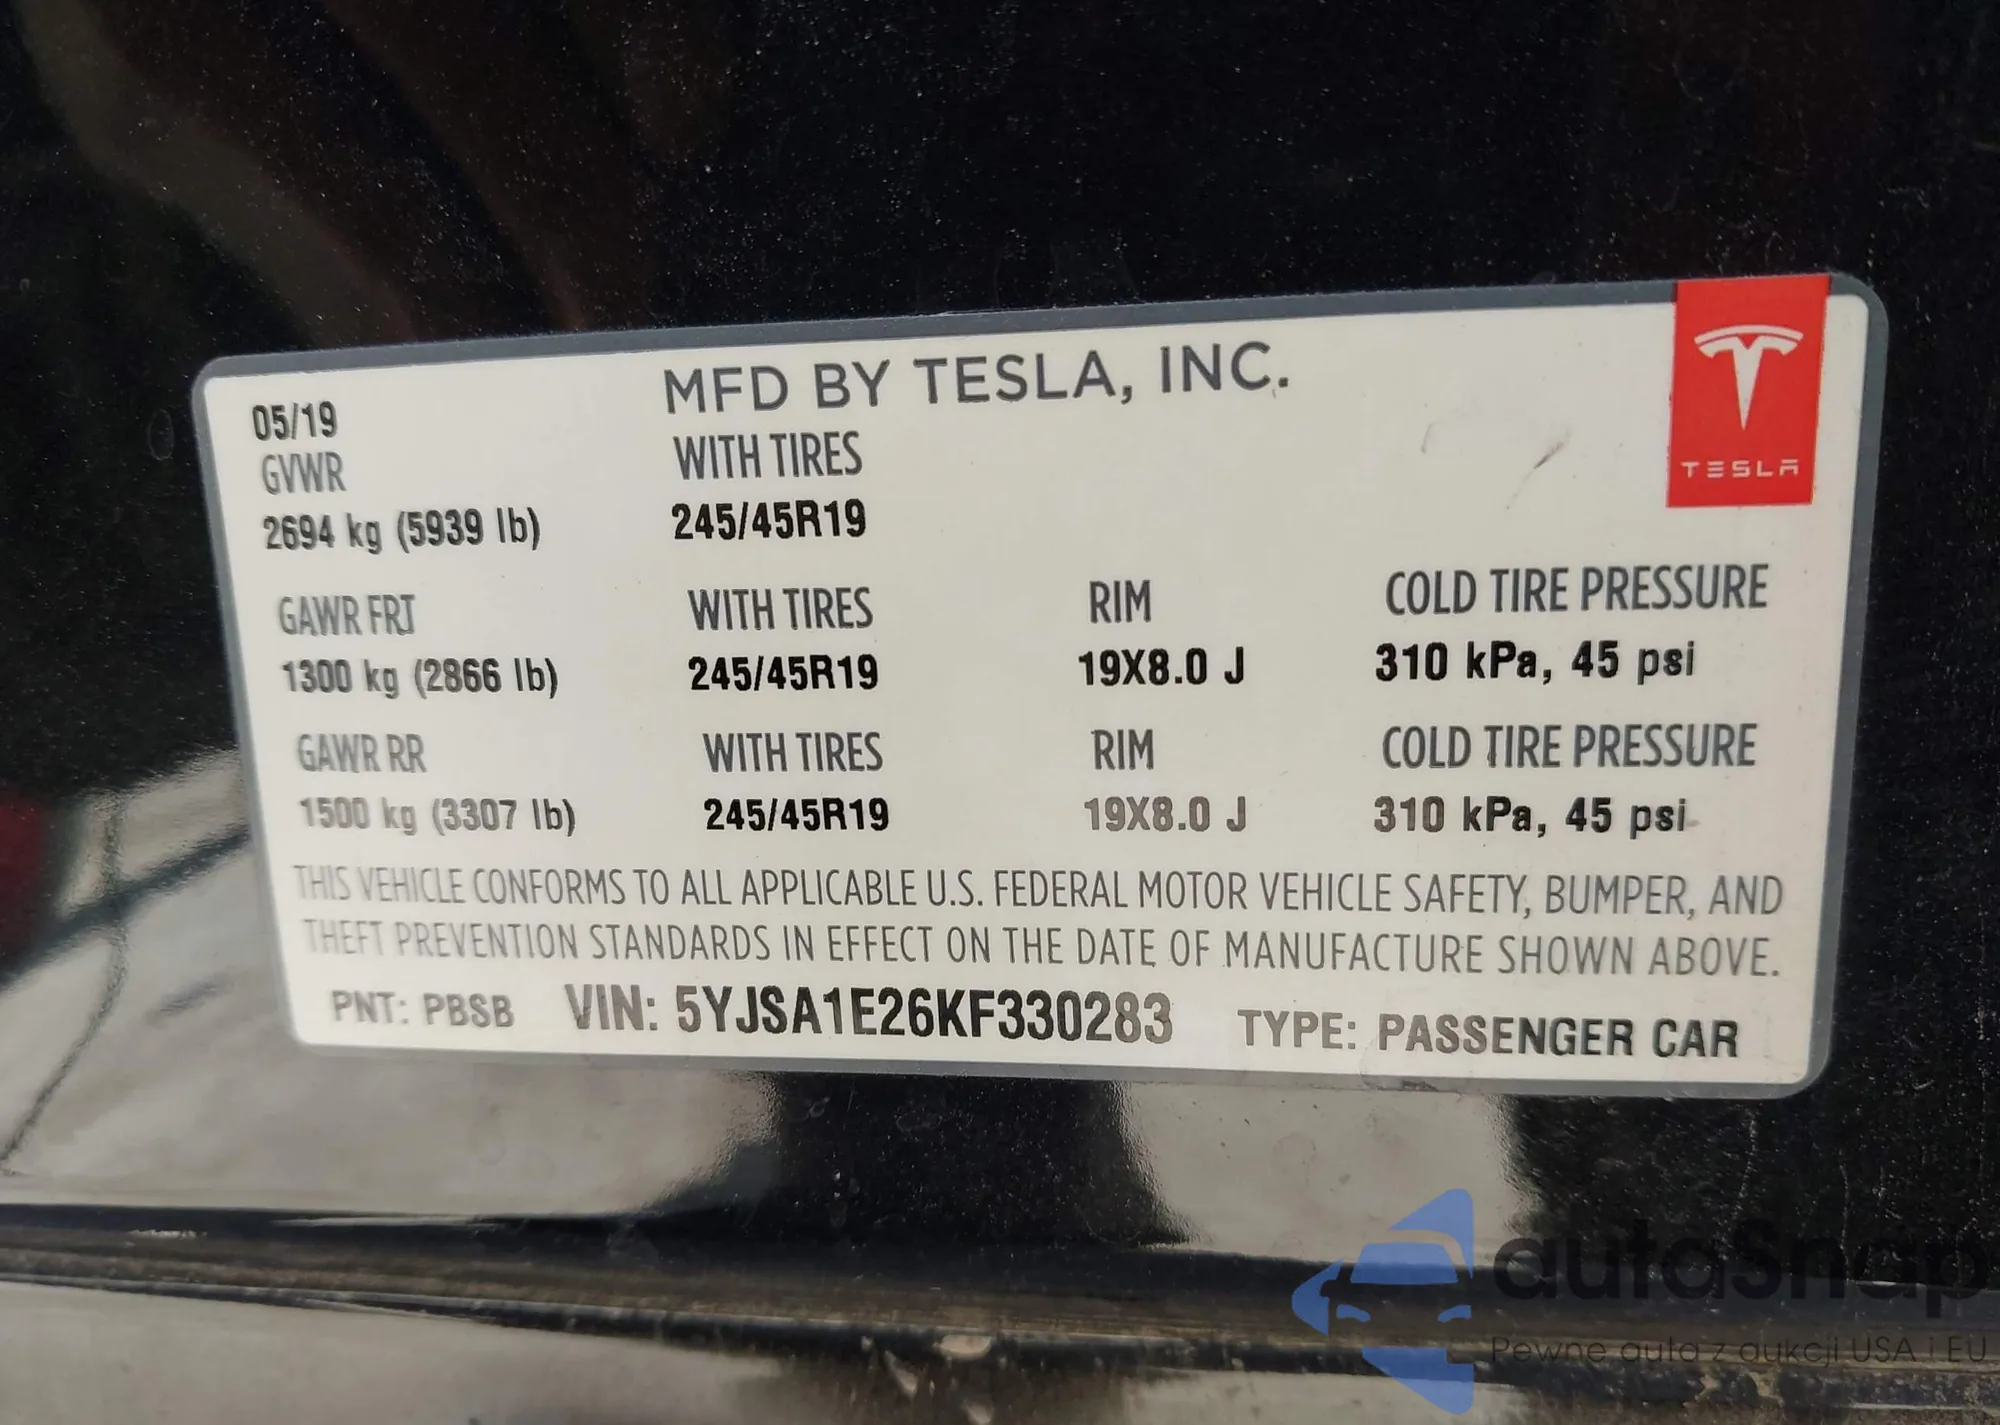 MFD BY TESLA, INC.
TESLA
05/19
GVWR WITH TIRES
2694 kg (5939 lb) 245/45R19
GAWR FRT WITH TIRES RIM COLD TIRE PRESSURE
1300 kg (2866 lb) 245/45R19 19X8.0 J 310 kPa, 45 psi
GAWR RR WITH TIRES RIM COLD TIRE PRESSURE
1500 kg (3307 lb) 245/45R19 19X8.0 J 310 kPa, 45 psi
THIS VEHICLE CONFORMS TO ALL APPLICABLE U.S. FEDERAL MOTOR VEHICLE SAFETY, BUMPER, AND
THEFT PREVENTION STANDARDS IN EFFECT ON THE DATE OF MANUFACTURE SHOWN ABOVE.
PNT: PBSB VIN: 5YJSA1E26KF330283 TYPE: PASSENGER CAR
autaSnap
Pewne auta z aukcji USA i EU